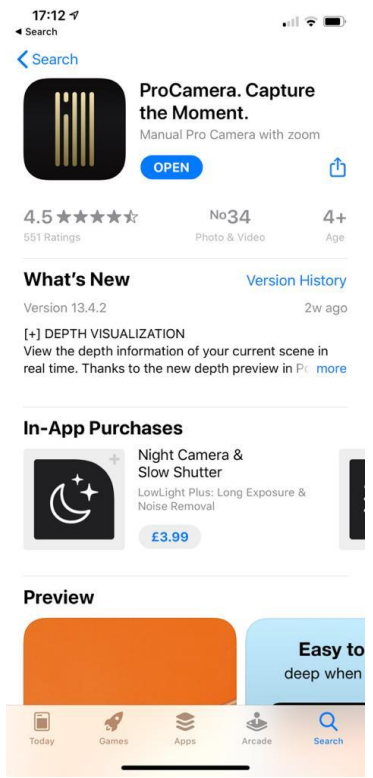 17:12
◀ Search
Search
ProCamera. Capture
the Moment.
Manual Pro Camera with zoom
OPEN
4.5 ★★★★☆ No34 4+
551 Ratings Photo & Video Age
What's New Version History
Version 13.4.2 2w ago
[+] DEPTH VISUALIZATION
View the depth information of your current scene in
real time. Thanks to the new depth preview in more
In-App Purchases
Night Camera &
Slow Shutter
LowLight Plus: Long Exposure &
Noise Removal
£3.99
Preview
Easy to
deep when
Today Games Apps Arcade Search